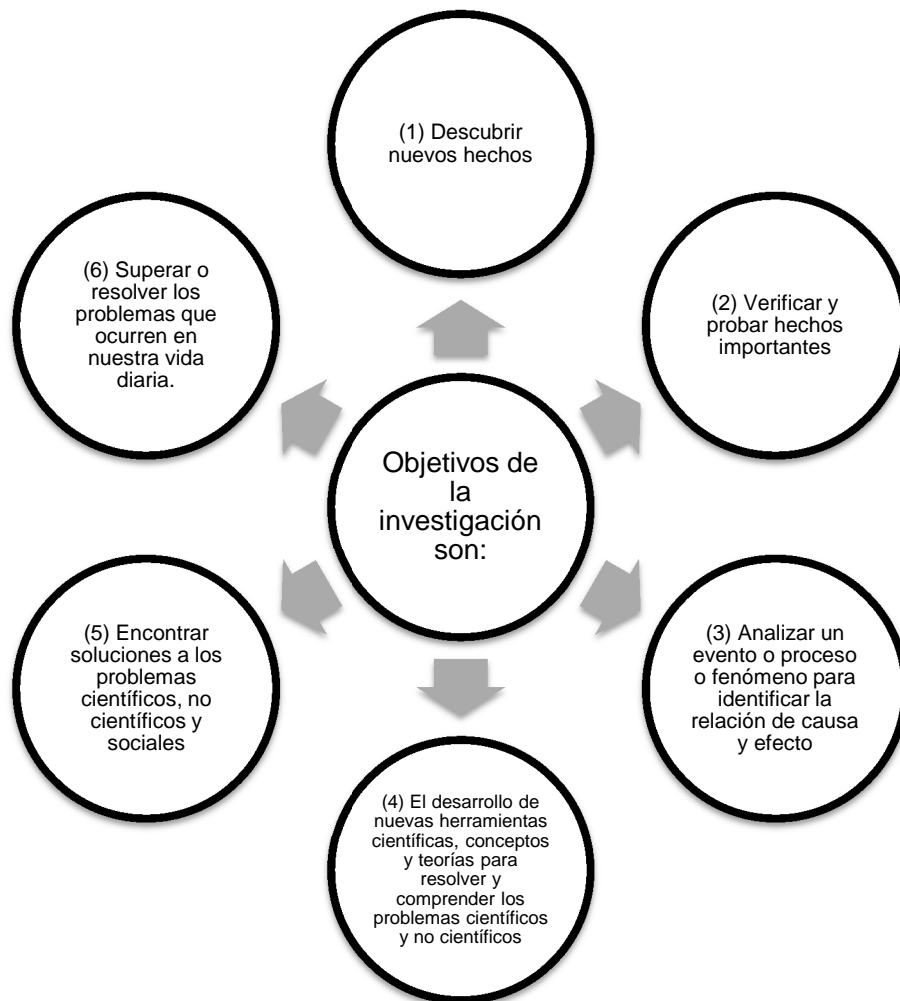 Objetivos de
la
investigación
son:
(1) Descubrir
nuevos hechos
(2) Verificar y
probar hechos
importantes
(3) Analizar un
evento o proceso
o fenómeno para
identificar la
relación de causa
y efecto
(4) El desarrollo de
nuevas herramientas
científicas, conceptos
y teorías para
resolver y
comprender los
problemas científicos
y no científicos
(5) Encontrar
soluciones a los
problemas
científicos, no
científicos y
sociales
(6) Superar o
resolver los
problemas que
ocurren en
nuestra vida
diaria.